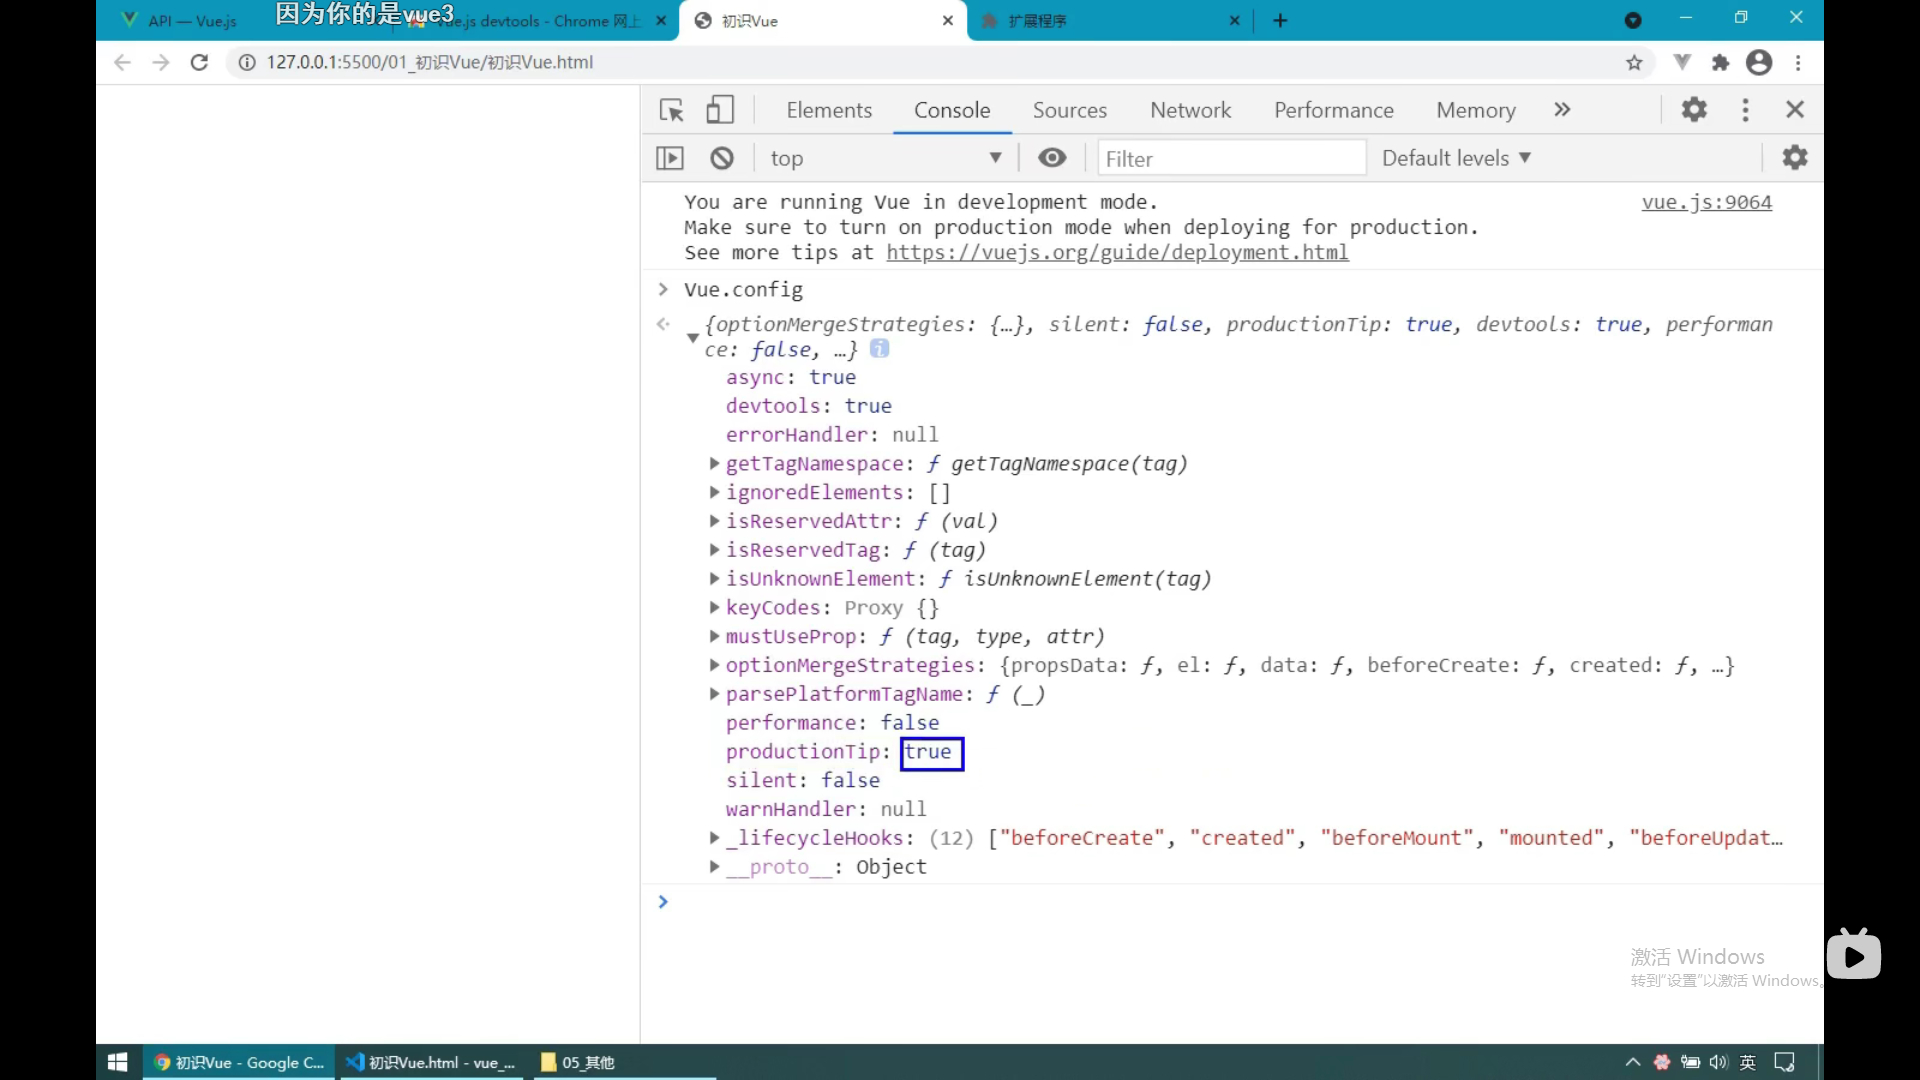 API — Vue.js
因为你的是vue3
Vue.js devtools - Chrome 网上
初识Vue
扩展程序
127.0.0.1:5500/01_初识Vue/初识Vue.html
Elements
Console
Sources
Network
Performance
Memory
top
Filter
Default levels
You are running Vue in development mode.
vue.js:9064
Make sure to turn on production mode when deploying for production.
See more tips at https://vuejs.org/guide/deployment.html
Vue.config
{optionMergeStrategies: {…}, silent: false, productionTip: true, devtools: true, performan
ce: false, …}
async: true
devtools: true
errorHandler: null
getTagNamespace: ƒ getTagNamespace(tag)
ignoredElements: []
isReservedAttr: ƒ (val)
isReservedTag: ƒ (tag)
isUnknownElement: ƒ isUnknownElement(tag)
keyCodes: Proxy {}
mustUseProp: ƒ (tag, type, attr)
optionMergeStrategies: {propsData: ƒ, el: ƒ, data: ƒ, beforeCreate: ƒ, created: ƒ, …}
parsePlatformTagName: ƒ (_)
performance: false
productionTip: true
silent: false
warnHandler: null
_lifecycleHooks: (12) ["beforeCreate", "created", "beforeMount", "mounted", "beforeUpdat…
__proto__: Object
激活 Windows
转到“设置”以激活 Windows。
初识Vue - Google C...
初识Vue.html - vue_...
05_其他
英